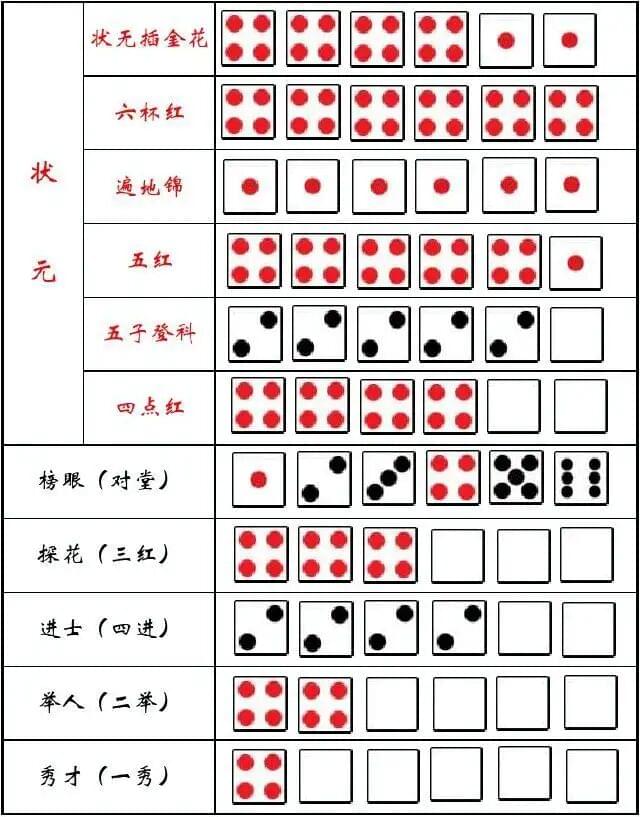 状元
状无插金花
六杯红
遍地锦
五红
五子登科
四点红
榜眼（对堂）
探花（三红）
进士（四进）
举人（二举）
秀才（一秀）